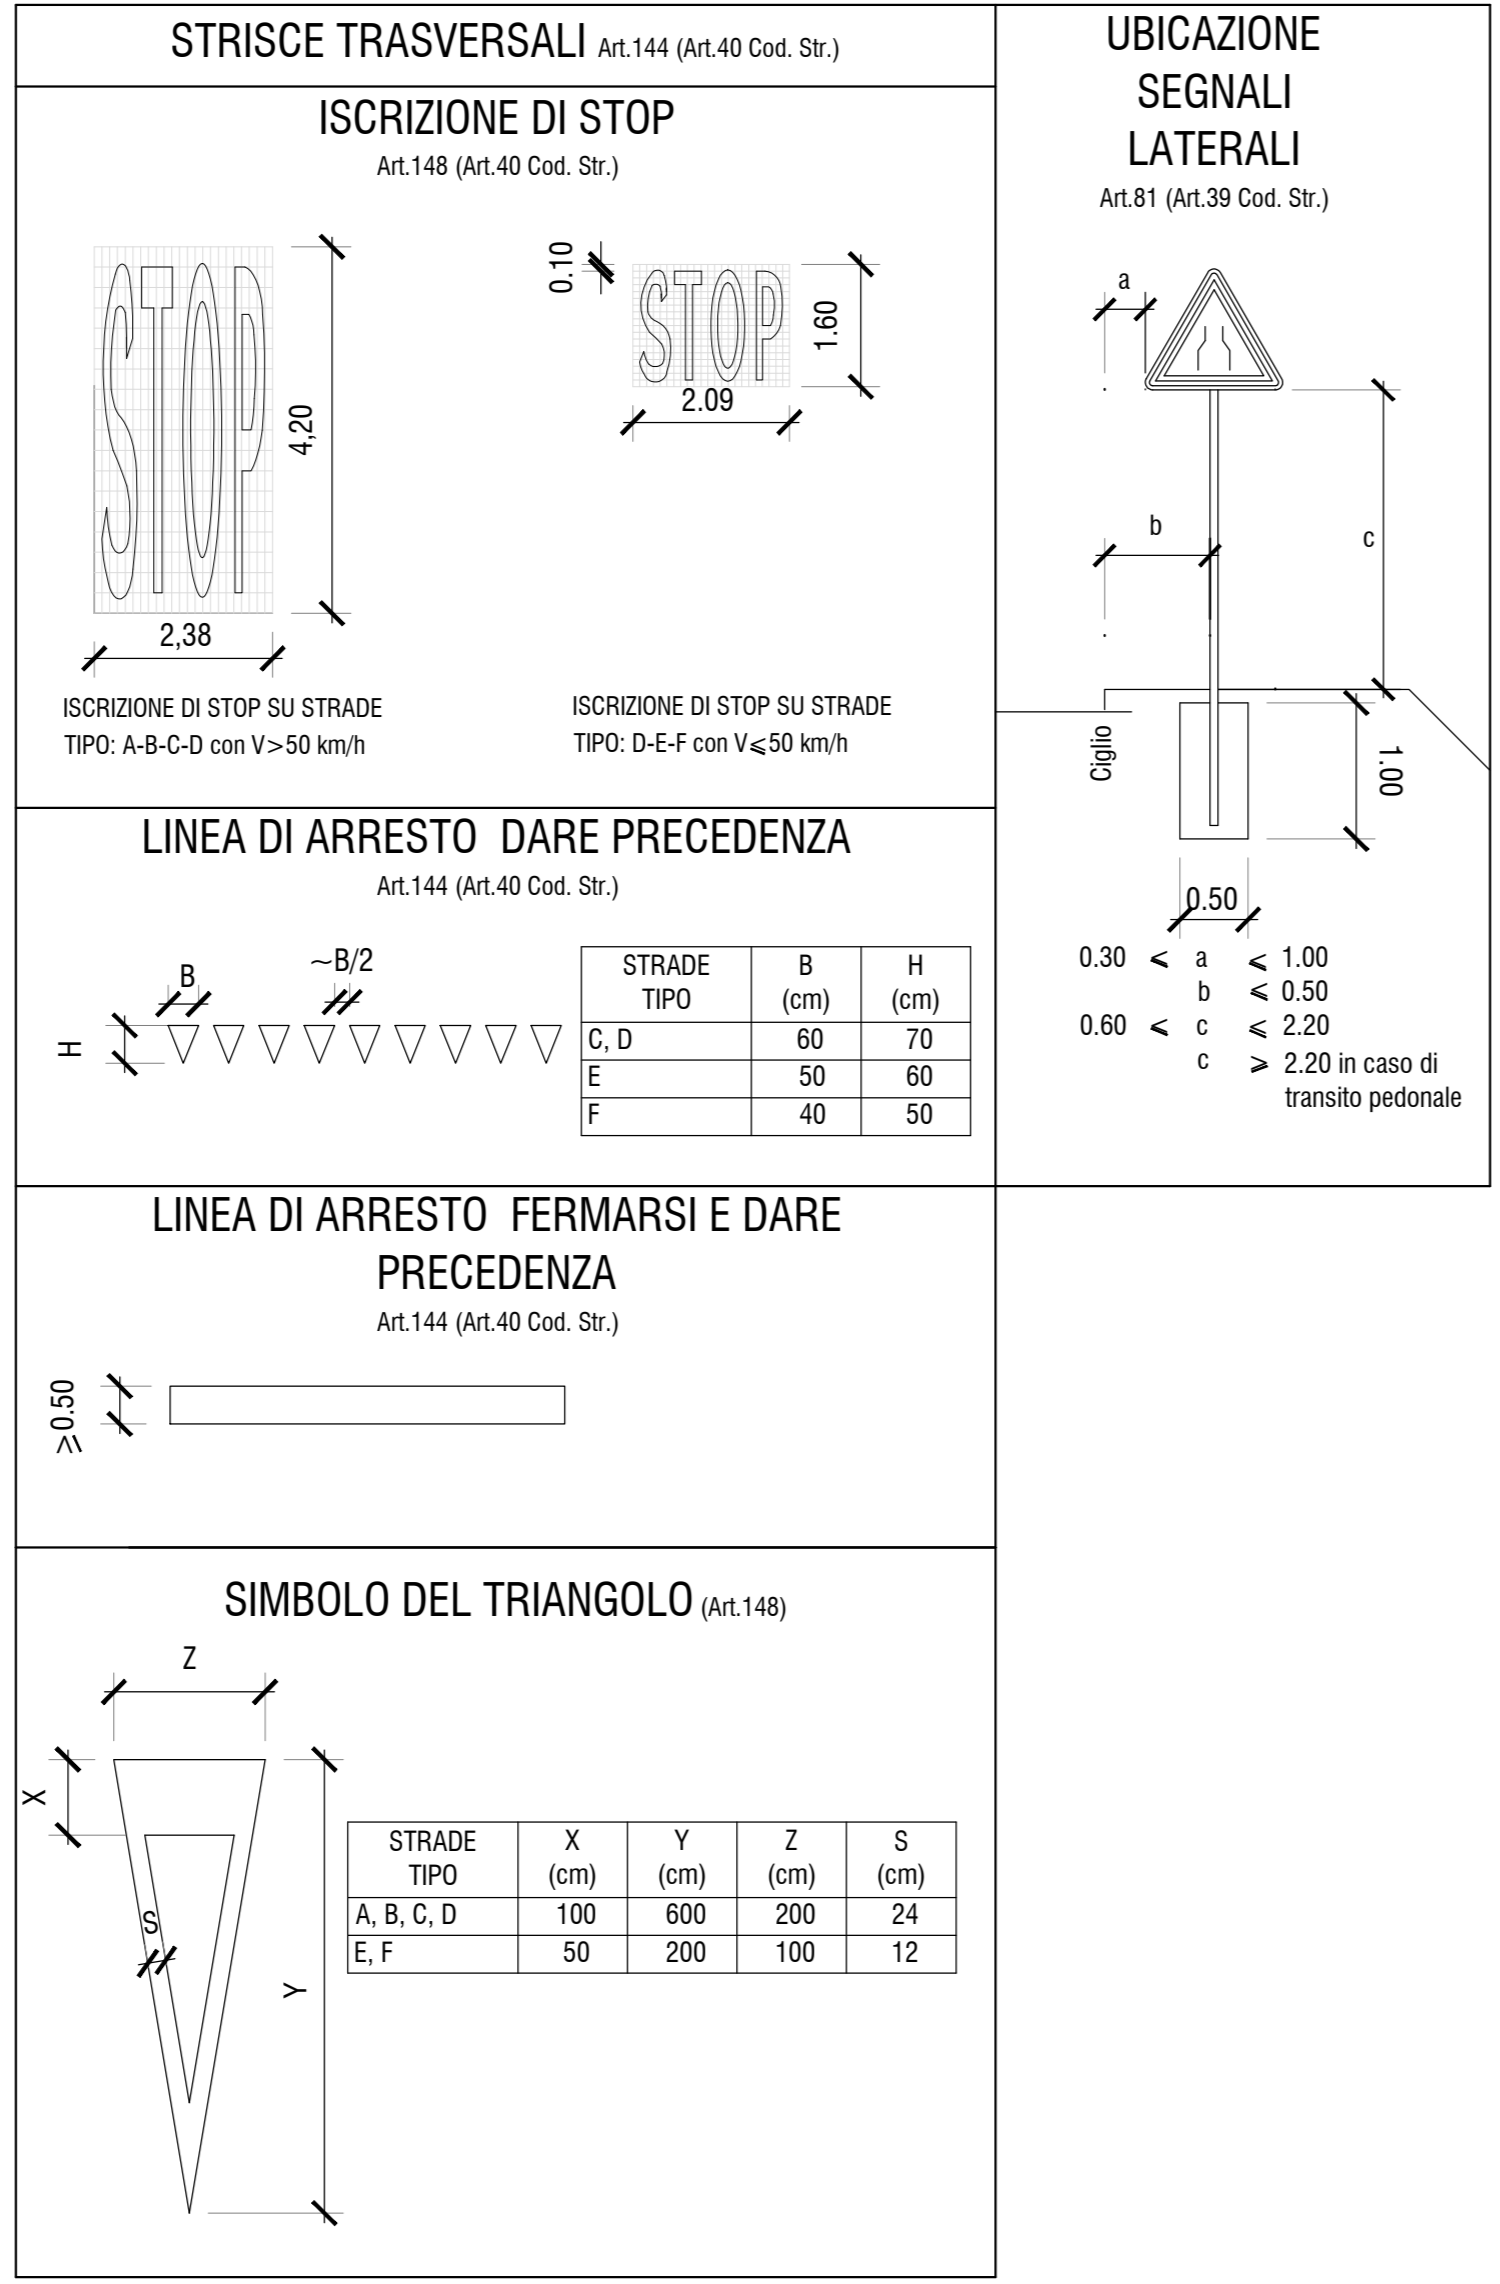 STRISCE TRASVERSALI Art.144 (Art.40 Cod. Str.)
ISCRIZIONE DI STOP
Art.148 (Art.40 Cod. Str.)
STOP
4,20
2,38
ISCRIZIONE DI STOP SU STRADE
TIPO: A-B-C-D con V>50 km/h
0.10
STOP
1.60
2.09
ISCRIZIONE DI STOP SU STRADE
TIPO: D-E-F con V⩽50 km/h
LINEA DI ARRESTO DARE PRECEDENZA
Art.144 (Art.40 Cod. Str.)
B
~B/2
H
STRADE TIPO B (cm) H (cm)
C, D 60 70
E 50 60
F 40 50
LINEA DI ARRESTO FERMARSI E DARE
PRECEDENZA
Art.144 (Art.40 Cod. Str.)
⩾0.50
SIMBOLO DEL TRIANGOLO (Art.148)
Z
X
S
Y
STRADE TIPO X (cm) Y (cm) Z (cm) S (cm)
A, B, C, D 100 600 200 24
E, F 50 200 100 12
UBICAZIONE
SEGNALI
LATERALI
Art.81 (Art.39 Cod. Str.)
a
b
c
Ciglio
1.00
0.50
0.30 ⩽ a ⩽ 1.00
b ⩽ 0.50
0.60 ⩽ c ⩽ 2.20
c ⩾ 2.20 in caso di
transito pedonale